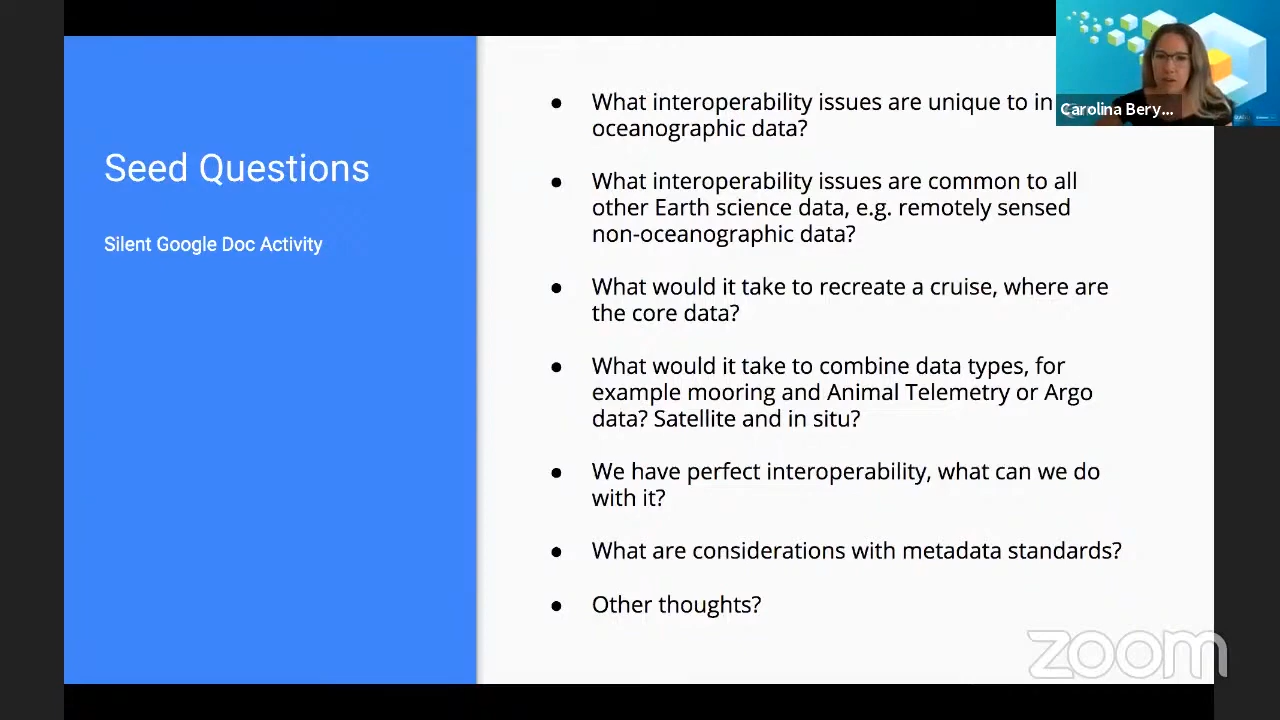 Seed Questions
Silent Google Doc Activity
● What interoperability issues are unique to in
oceanographic data?
● What interoperability issues are common to all
other Earth science data, e.g. remotely sensed
non-oceanographic data?
● What would it take to recreate a cruise, where are
the core data?
● What would it take to combine data types, for
example mooring and Animal Telemetry or Argo
data? Satellite and in situ?
● We have perfect interoperability, what can we do
with it?
● What are considerations with metadata standards?
● Other thoughts?
Carolina Bery...
zoom